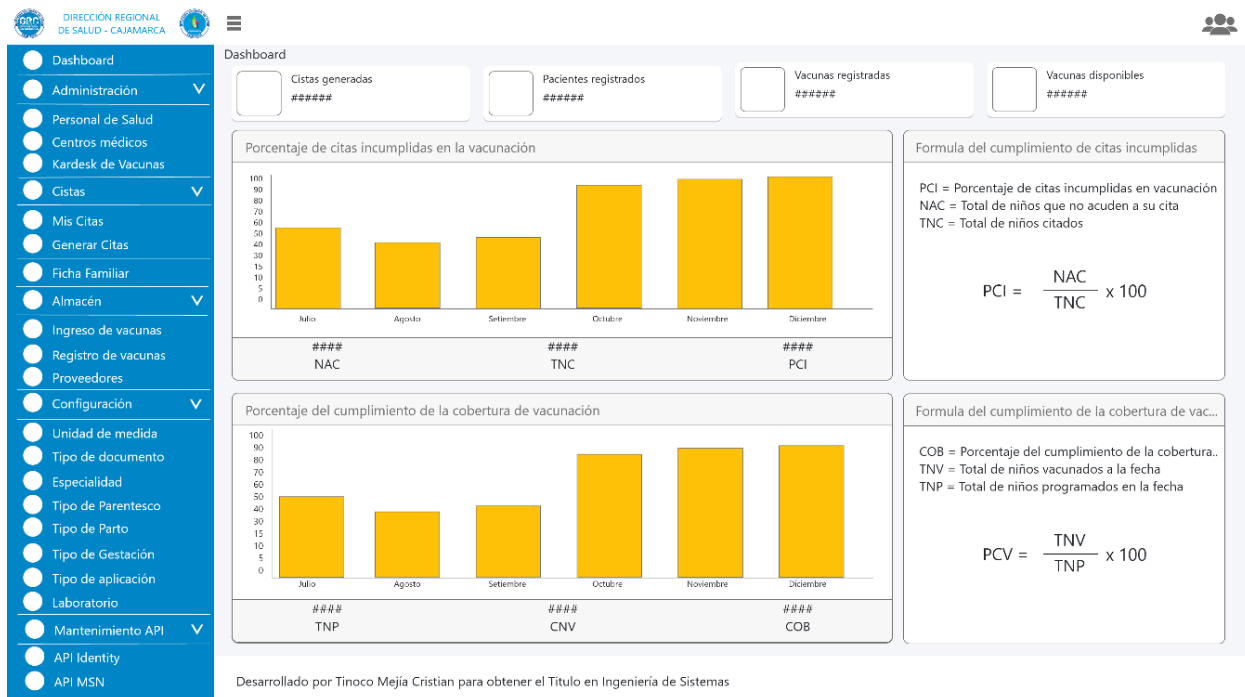 DIRECCIÓN REGIONAL
DE SALUD - CAJAMARCA
Dashboard
Administración
Personal de Salud
Centros médicos
Kardesk de Vacunas
Cistas
Mis Citas
Generar Citas
Ficha Familiar
Almacén
Ingreso de vacunas
Registro de vacunas
Proveedores
Configuración
Unidad de medida
Tipo de documento
Especialidad
Tipo de Parentesco
Tipo de Parto
Tipo de Gestación
Tipo de aplicación
Laboratorio
Mantenimiento API
API Identity
API MSN
Dashboard
Cistas generadas
######
Pacientes registrados
######
Vacunas registradas
######
Vacunas disponibles
######
Porcentaje de citas incumplidas en la vacunación
100
90
80
70
60
50
40
30
15
10
5
0
Julio Agosto Setiembre Octubre Noviembre Diciembre
#### #### ####
NAC TNC PCI
Formula del cumplimiento de citas incumplidas
PCI = Porcentaje de citas incumplidas en vacunación
NAC = Total de niños que no acuden a su cita
TNC = Total de niños citados
NAC
PCI = x 100
TNC
Porcentaje del cumplimiento de la cobertura de vacunación
100
90
80
70
60
50
40
30
15
10
5
0
Julio Agosto Setiembre Octubre Noviembre Diciembre
#### #### ####
TNP CNV COB
Formula del cumplimiento de la cobertura de vac...
COB = Porcentaje del cumplimiento de la cobertura..
TNV = Total de niños vacunados a la fecha
TNP = Total de niños programados en la fecha
TNV
PCV = x 100
TNP
Desarrollado por Tinoco Mejía Cristian para obtener el Titulo en Ingeniería de Sistemas